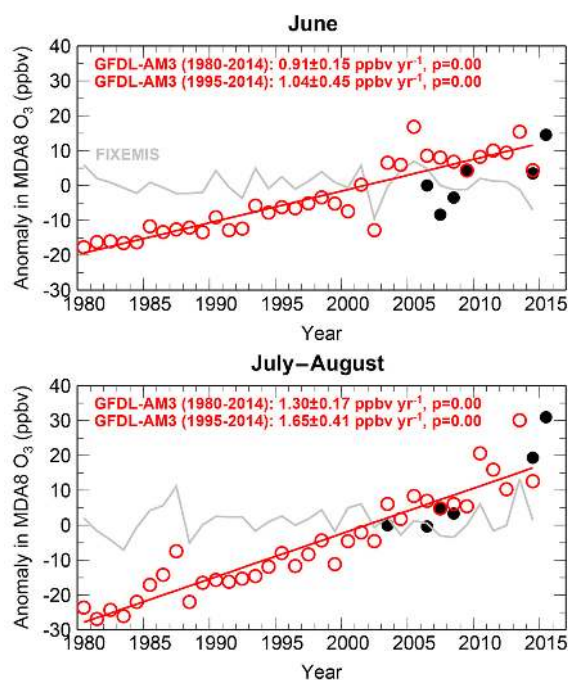 June
GFDL-AM3 (1980-2014): 0.91±0.15 ppbv yr⁻¹, p=0.00
GFDL-AM3 (1995-2014): 1.04±0.45 ppbv yr⁻¹, p=0.00
FIXEMIS
Anomaly in MDA8 O₃ (ppbv)
40
30
20
10
0
-10
-20
-30
1980 1985 1990 1995 2000 2005 2010 2015
Year
July–August
GFDL-AM3 (1980-2014): 1.30±0.17 ppbv yr⁻¹, p=0.00
GFDL-AM3 (1995-2014): 1.65±0.41 ppbv yr⁻¹, p=0.00
Anomaly in MDA8 O₃ (ppbv)
40
30
20
10
0
-10
-20
-30
1980 1985 1990 1995 2000 2005 2010 2015
Year